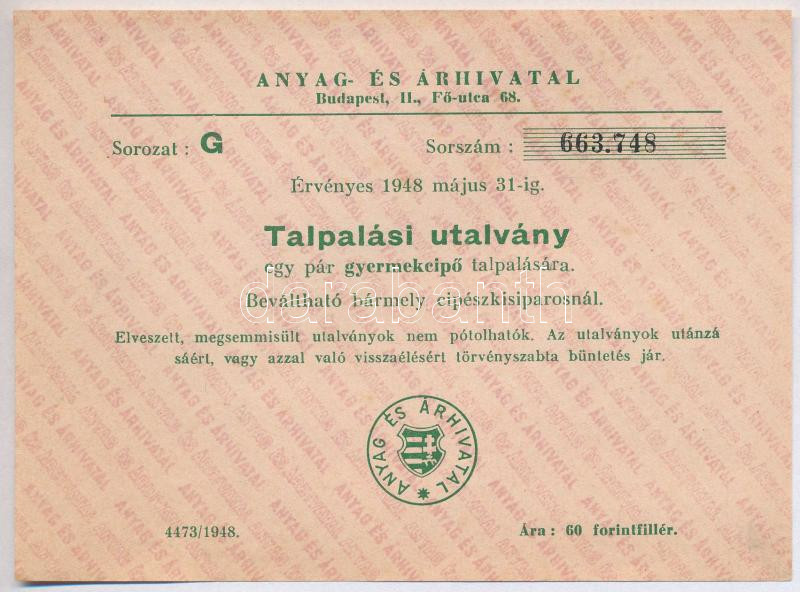 ANYAG- ÉS ÁRHIVATAL
Budapest, II., Fő-utca 68.
Sorozat : G Sorszám : 663.748
Érvényes 1948 május 31-ig.
Talpalási utalvány
egy pár gyermekcipő talpalására.
Beváltható bármely cipészkisiparosnál.
darabanth
Elveszett, megsemmisült utalványok nem pótolhatók. Az utalványok utánzá
sáért, vagy azzal való visszaélésért törvényszabta büntetés jár.
ANYAG ÉS ÁRHIVATAL
4473/1948. Ára : 60 forintfillér.